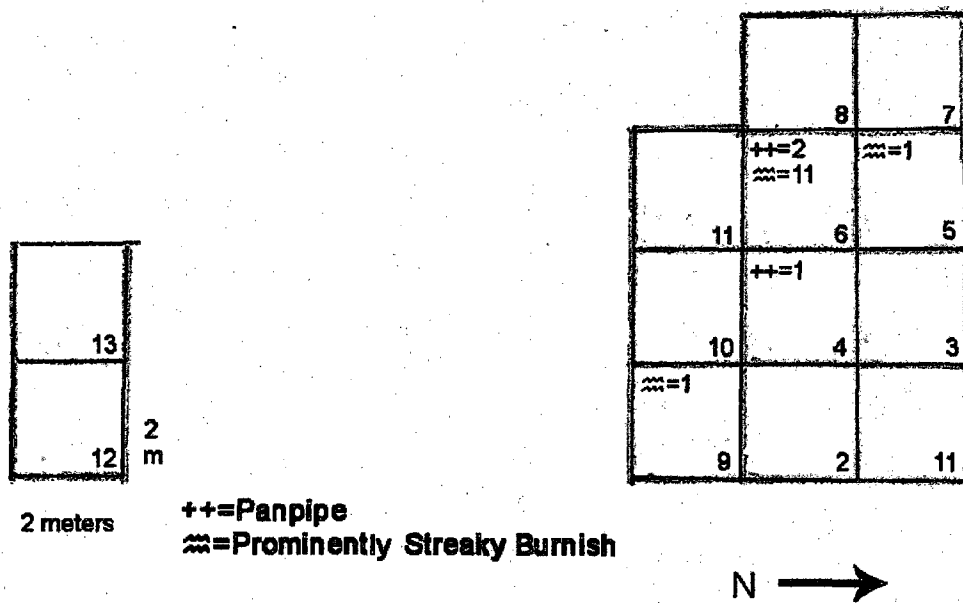 8 7
++=2 ⩰=1
⩰=11
11 6 5
++=1
13 10 4 3
⩰=1
2
12 m 9 2 11
2 meters
++=Panpipe
⩰=Prominently Streaky Burnish
N